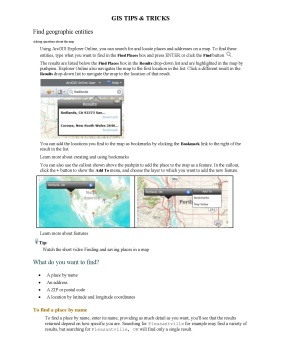 GIS TIPS & TRICKS
Find geographic entities
Asking questions about the map
Using ArcGIS Explorer Online, you can search for and locate places and addresses on a map. To find these
entities, type what you want to find in the Find Places box and press ENTER or click the Find button
The results are listed below the Find Places box in the Results drop-down list and are highlighted in the map by
pushpins. Explorer Online also navigates the map to the first location in the list. Click a different result in the
Results drop-down list to navigate the map to the location of that result.
Redlands
Results
Redlands, CA 92373 San...
Bookmark
Corona, New South Wales 2640...
Bookmark
You can add the locations you find to the map as bookmarks by clicking the Bookmark link to the right of the
result in the list.
Learn more about creating and using bookmarks
You can also use the callout shown above the pushpin to add the place to the map as a feature. In the callout,
click the + button to show the Add To menu, and choose the layer to which you want to add the new feature.
Add To
Bookmarks
Map Notes
Portl
Learn more about features
Tip:
Watch the short video Finding and saving places in a map
What do you want to find?
• A place by name
• An address
• A ZIP or postal code
• A location by latitude and longitude coordinates
To find a place by name
To find a place by name, enter its name, providing as much detail as you want; you'll see that the results
returned depend on how specific you are. Searching for Pleasantville for example may find a variety of
results, but searching for Pleasantville, NY will find only a single result.